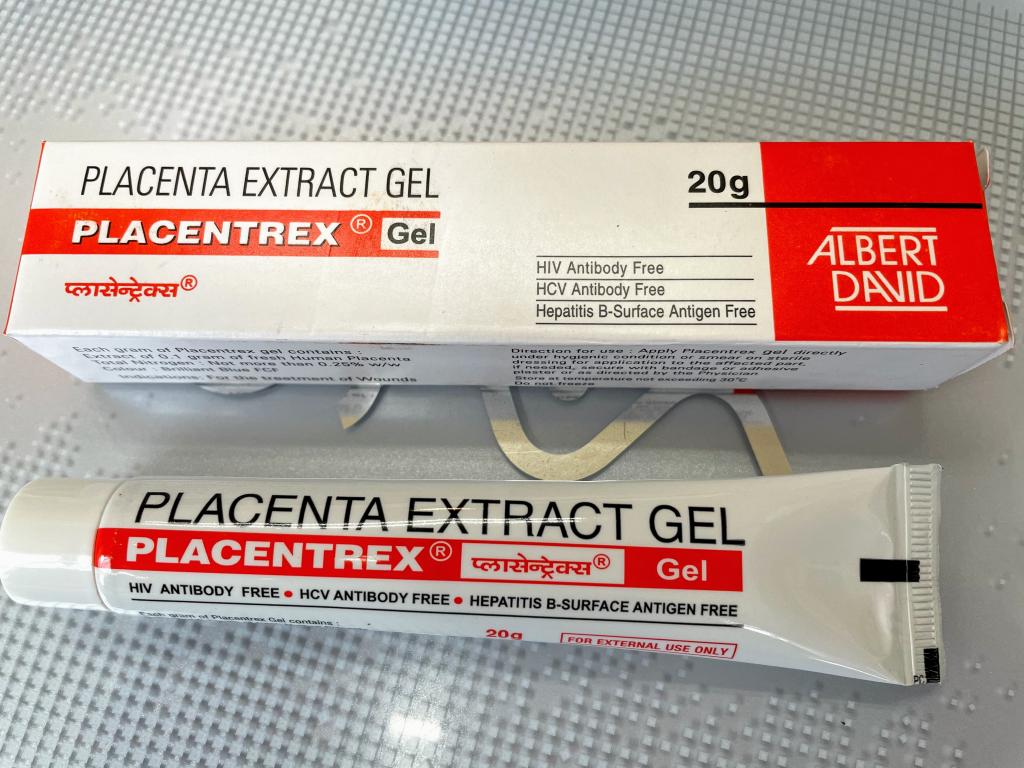 PLACENTA EXTRACT GEL
PLACENTREX® Gel
प्लासेन्ट्रेक्स®
20g
HIV Antibody Free
HCV Antibody Free
Hepatitis B-Surface Antigen Free
ALBERT
DAVID
Each gram of Placentrex gel contains :
Extract of 0.1 gram of fresh Human Placenta
Total Nitrogen - Not more than 0.25% w/w
Colour : Brilliant Blue FCF
Indications: For the treatment of Wounds
Direction for use : Apply Placentrex gel directly
under hygienic condition or smear on sterile
dressing for application to the affected part,
if needed, secure with bandage or adhesive
plaster or as directed by the Physician
Store at temperature not exceeding 30°C
Do not freeze
PLACENTA EXTRACT GEL
PLACENTREX® प्लासेन्ट्रेक्स® Gel
HIV ANTIBODY FREE • HCV ANTIBODY FREE • HEPATITIS B-SURFACE ANTIGEN FREE
Each gram of Placentrex Gel contains :
20g
FOR EXTERNAL USE ONLY